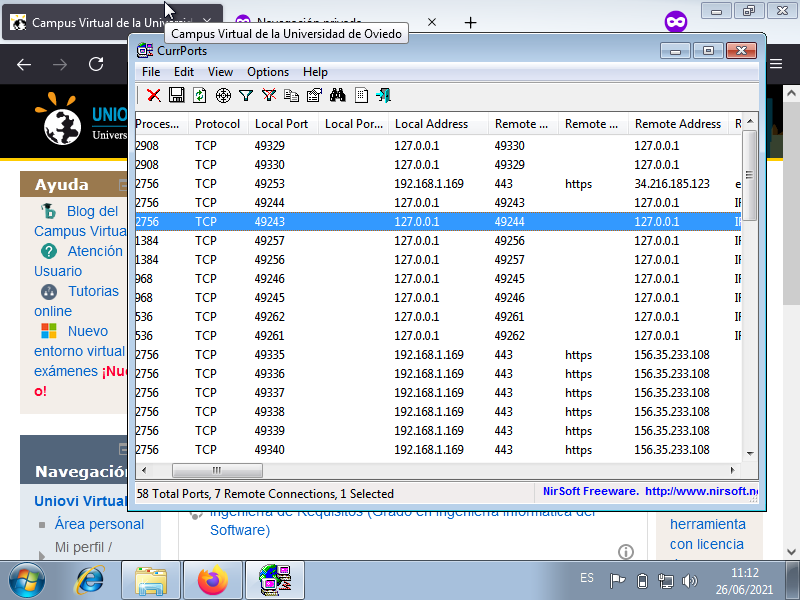 Campus Virtual de la Universid
Navegación privada
Campus Virtual de la Universidad de Oviedo
CurrPorts
File Edit View Options Help
Proces... Protocol Local Port Local Por... Local Address Remote ... Remote ... Remote Address R
2908 TCP 49329 127.0.0.1 49330 127.0.0.1
2908 TCP 49330 127.0.0.1 49329 127.0.0.1
2756 TCP 49253 192.168.1.169 443 https 34.216.185.123 e
2756 TCP 49244 127.0.0.1 49243 127.0.0.1 IF
2756 TCP 49243 127.0.0.1 49244 127.0.0.1 IF
1384 TCP 49257 127.0.0.1 49256 127.0.0.1 IF
1384 TCP 49256 127.0.0.1 49257 127.0.0.1 IF
968 TCP 49246 127.0.0.1 49245 127.0.0.1 IF
968 TCP 49245 127.0.0.1 49246 127.0.0.1 IF
536 TCP 49262 127.0.0.1 49261 127.0.0.1 IF
536 TCP 49261 127.0.0.1 49262 127.0.0.1 IF
2756 TCP 49335 192.168.1.169 443 https 156.35.233.108
2756 TCP 49336 192.168.1.169 443 https 156.35.233.108
2756 TCP 49337 192.168.1.169 443 https 156.35.233.108
2756 TCP 49338 192.168.1.169 443 https 156.35.233.108
2756 TCP 49339 192.168.1.169 443 https 156.35.233.108
2756 TCP 49340 192.168.1.169 443 https 156.35.233.108
58 Total Ports, 7 Remote Connections, 1 Selected
NirSoft Freeware. http://www.nirsoft.ne
UNIO
Univers
Ayuda
Blog del
Campus Virtua
Atención
Usuario
Tutorias
online
Nuevo
entorno virtual
exámenes ¡Nue
o!
Navegación
Uniovi Virtual
Área personal
Mi perfil /
Ingeniería de Requisitos (Grado en Ingeniería Informática del
Software)
herramienta
con licencia
ES
11:12
26/06/2021